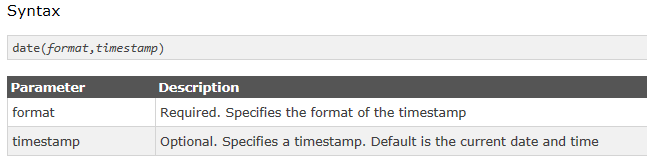 Syntax
date(format,timestamp)
Parameter Description
format Required. Specifies the format of the timestamp
timestamp Optional. Specifies a timestamp. Default is the current date and time